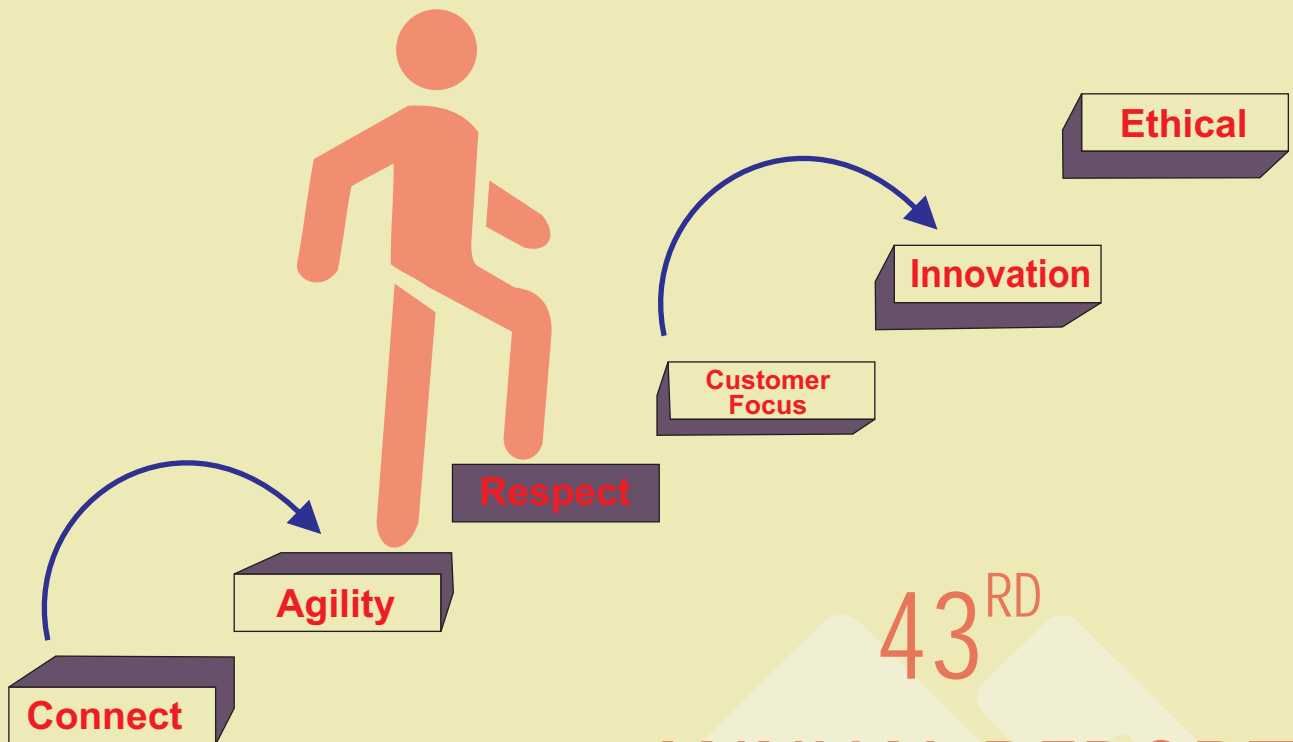 Ethical
Innovation
Customer
Focus
Respect
Agility
Connect
43RD